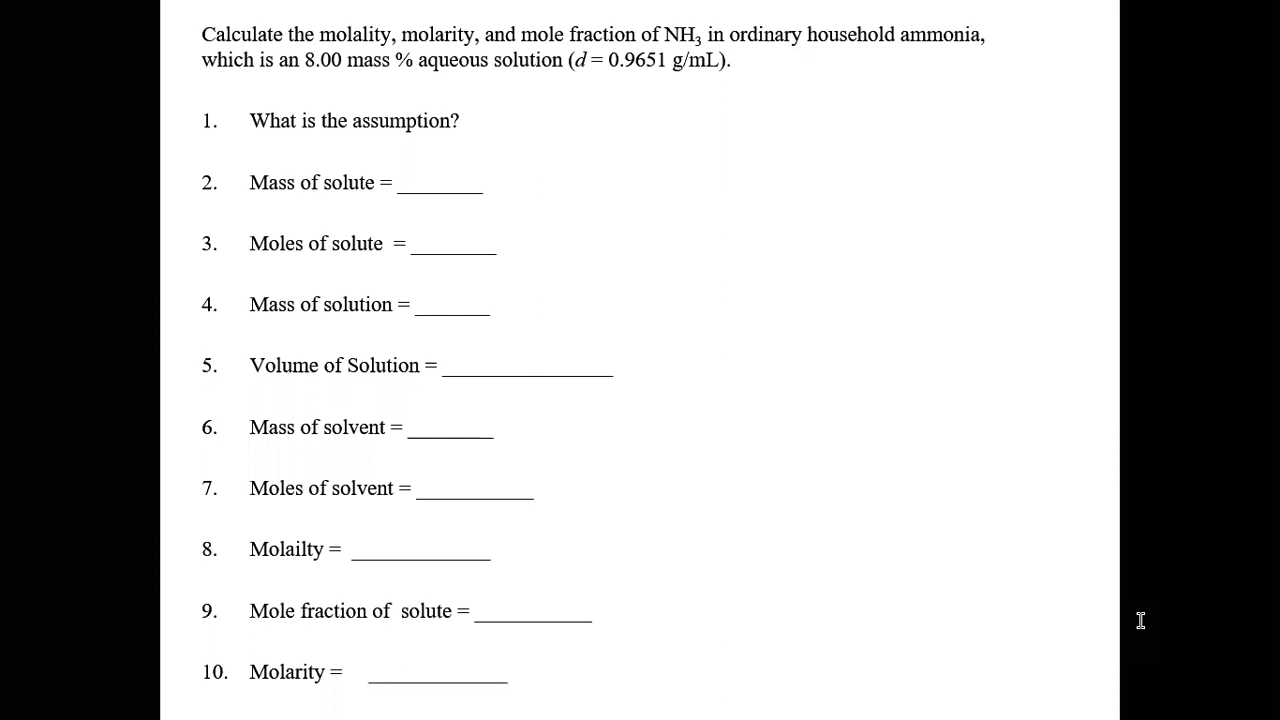 Calculate the molality, molarity, and mole fraction of NH₃ in ordinary household ammonia,
which is an 8.00 mass % aqueous solution (d = 0.9651 g/mL).
1. What is the assumption?
2. Mass of solute = ________
3. Moles of solute = ________
4. Mass of solution = _______
5. Volume of Solution = ________________
6. Mass of solvent = ________
7. Moles of solvent = ___________
8. Molailty = _____________
9. Mole fraction of solute = ___________
10. Molarity = _____________